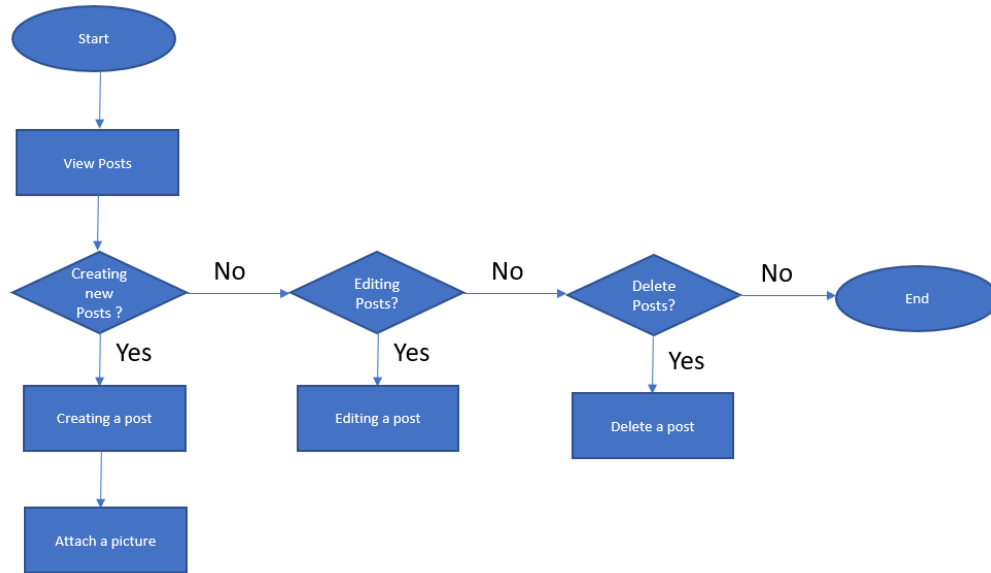 Start
View Posts
Creating
new
Posts ?
No
Editing
Posts?
No
Delete
Posts?
No
End
Yes
Yes
Yes
Creating a post
Editing a post
Delete a post
Attach a picture